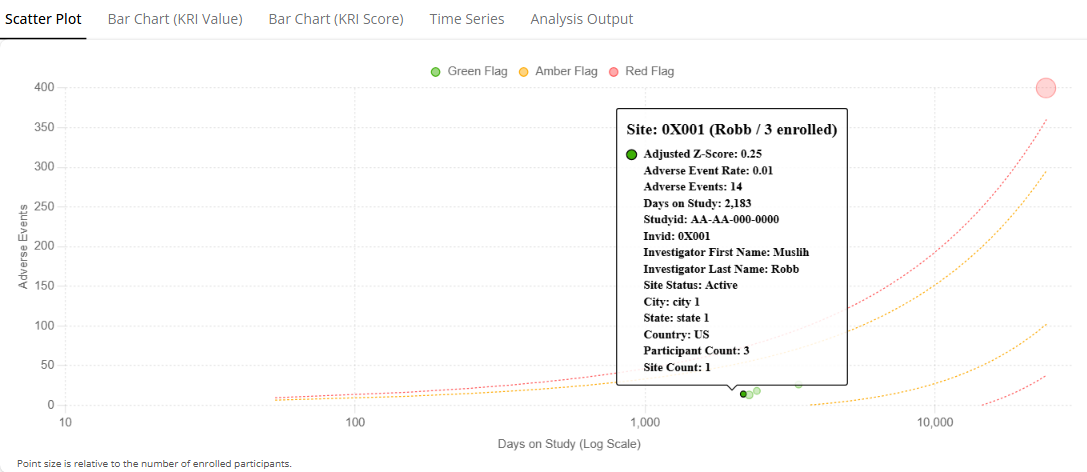 Scatter Plot Bar Chart (KRI Value) Bar Chart (KRI Score) Time Series Analysis Output
Green Flag Amber Flag Red Flag
400
350
300
250
200
150
100
50
0
Adverse Events
Site: 0X001 (Robb / 3 enrolled)
Adjusted Z-Score: 0.25
Adverse Event Rate: 0.01
Adverse Events: 14
Days on Study: 2,183
Studyid: AA-AA-000-0000
Invid: 0X001
Investigator First Name: Muslih
Investigator Last Name: Robb
Site Status: Active
City: city 1
State: state 1
Country: US
Participant Count: 3
Site Count: 1
10 100 1,000 10,000
Days on Study (Log Scale)
Point size is relative to the number of enrolled participants.